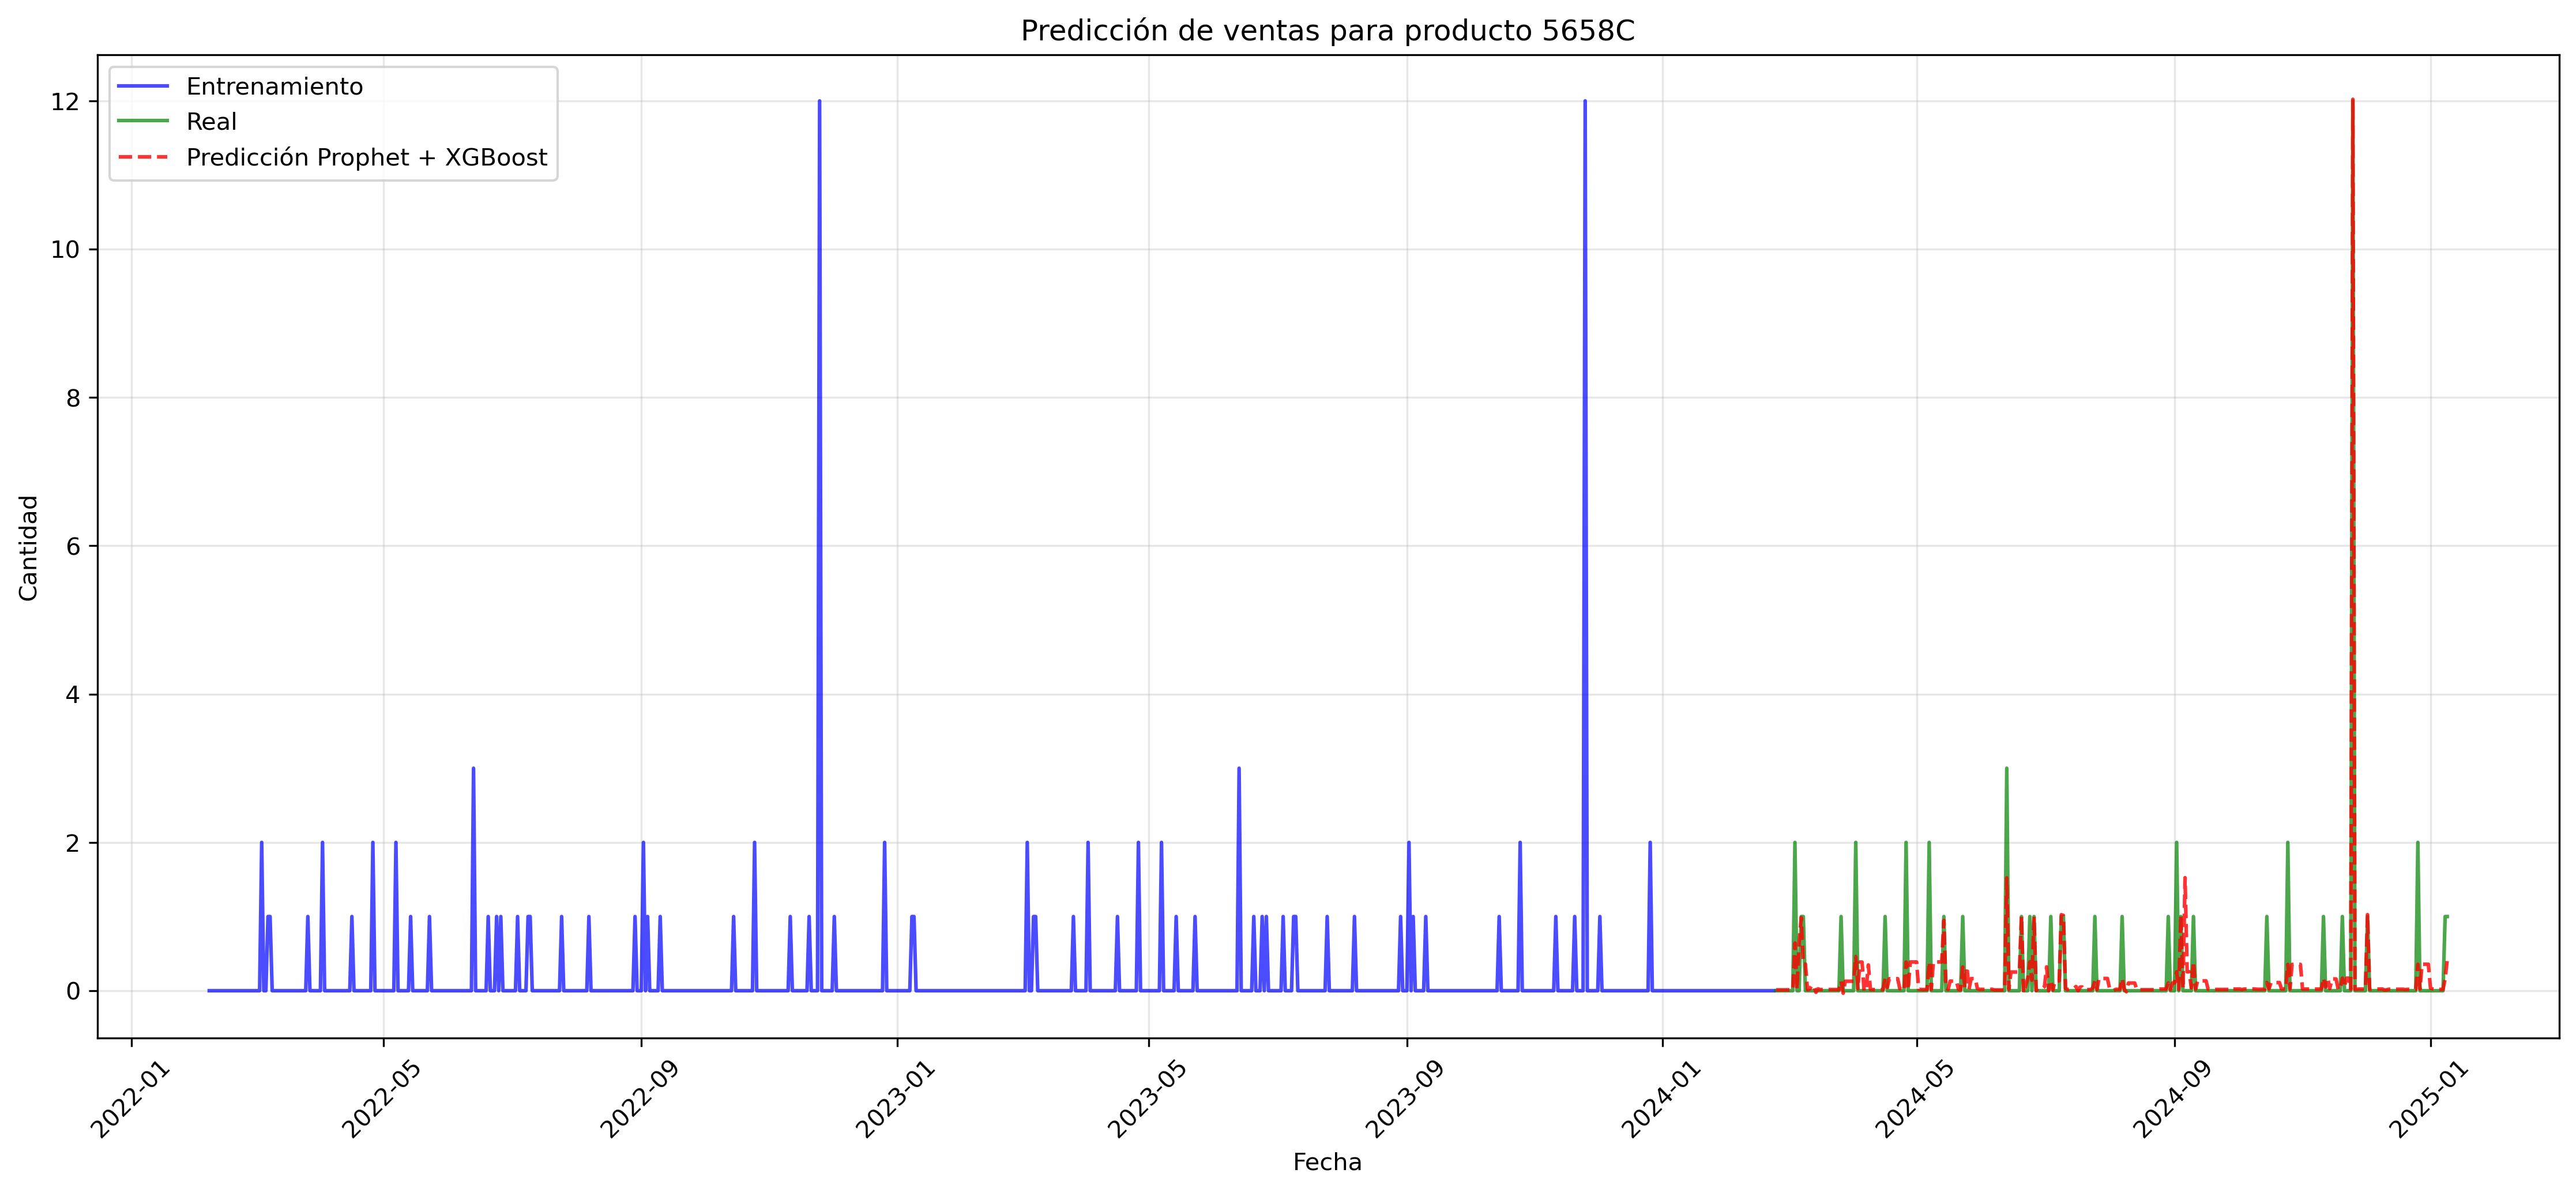 Predicción de ventas para producto 5658C
Entrenamiento
Real
Predicción Prophet + XGBoost
12
10
8
6
4
2
0
Cantidad
2022-01
2022-05
2022-09
2023-01
2023-05
2023-09
2024-01
2024-05
2024-09
2025-01
Fecha